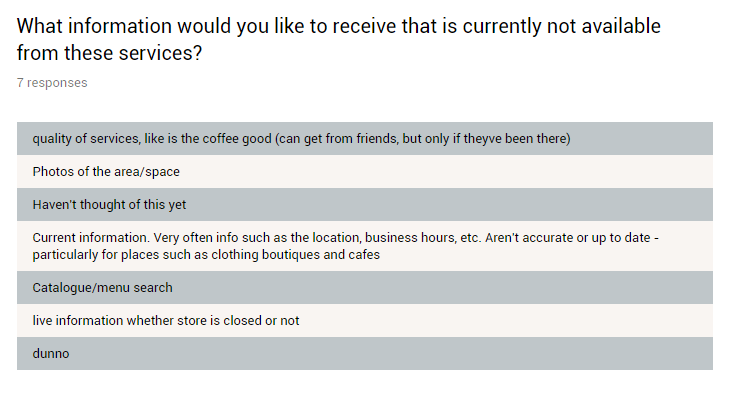 What information would you like to receive that is currently not available
from these services?
7 responses
quality of services, like is the coffee good (can get from friends, but only if theyve been there)
Photos of the area/space
Haven't thought of this yet
Current information. Very often info such as the location, business hours, etc. Aren't accurate or up to date -
particularly for places such as clothing boutiques and cafes
Catalogue/menu search
live information whether store is closed or not
dunno